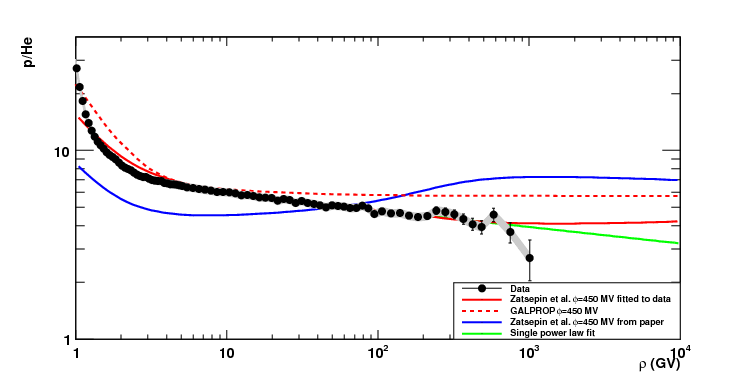 p/He
10
1
1
10
10²
10³
10⁴
ρ (GV)
Data
Zatsepin et al. ϕ=450 MV fitted to data
GALPROP ϕ=450 MV
Zatsepin et al. ϕ=450 MV from paper
Single power law fit